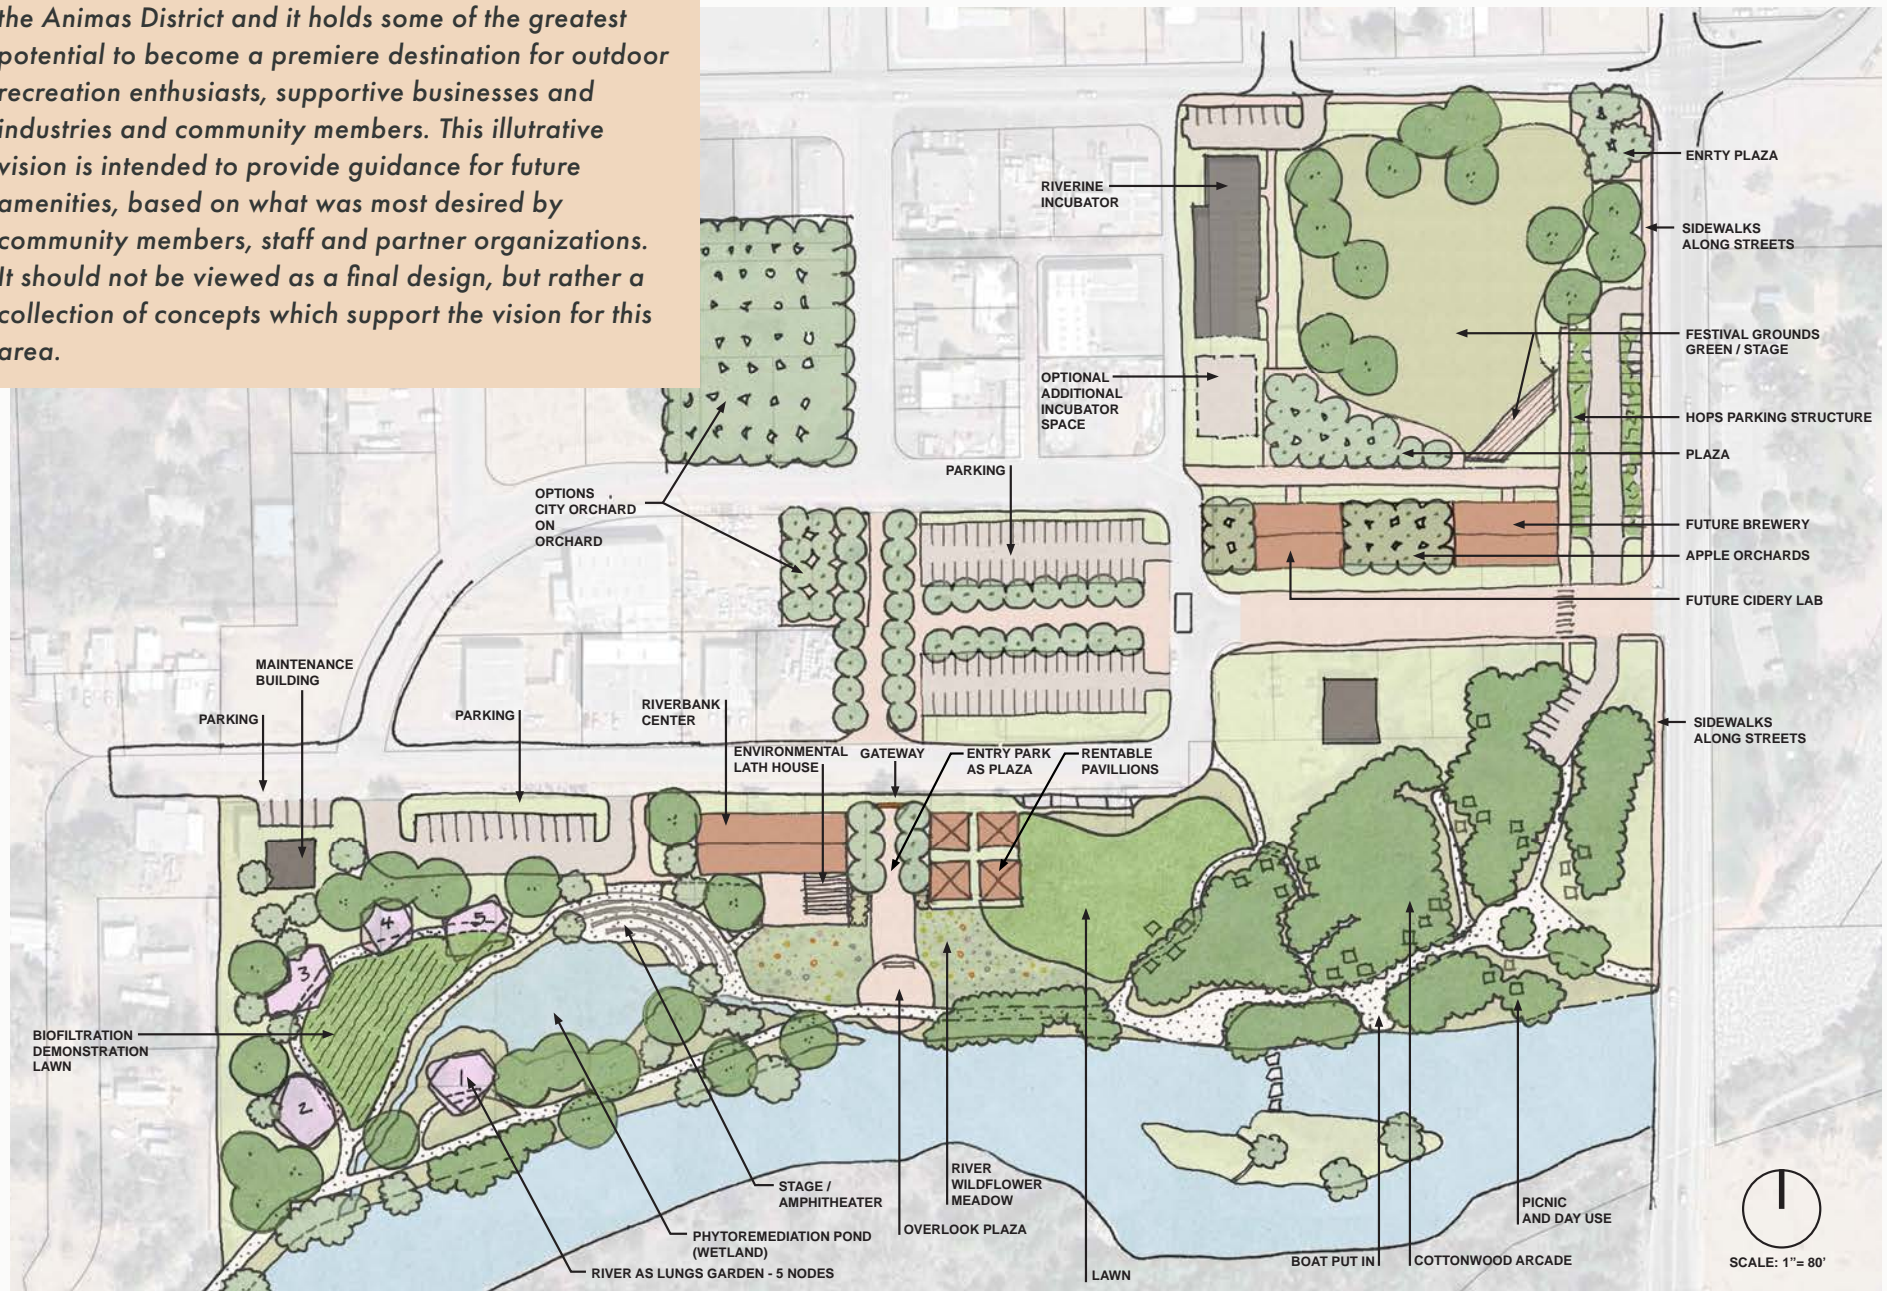 the Animas District and it holds some of the greatest
potential to become a premiere destination for outdoor
recreation enthusiasts, supportive businesses and
industries and community members. This illutrative
vision is intended to provide guidance for future
amenities, based on what was most desired by
community members, staff and partner organizations.
It should not be viewed as a final design, but rather a
collection of concepts which support the vision for this
area.
ENRTY PLAZA
RIVERINE
INCUBATOR
SIDEWALKS
ALONG STREETS
FESTIVAL GROUNDS
GREEN / STAGE
OPTIONAL
ADDITIONAL
INCUBATOR
SPACE
HOPS PARKING STRUCTURE
PLAZA
PARKING
OPTIONS
CITY ORCHARD
ON
ORCHARD
FUTURE BREWERY
APPLE ORCHARDS
FUTURE CIDERY LAB
MAINTENANCE
BUILDING
PARKING
PARKING
RIVERBANK
CENTER
ENVIRONMENTAL
LATH HOUSE
GATEWAY
ENTRY PARK
AS PLAZA
RENTABLE
PAVILLIONS
SIDEWALKS
ALONG STREETS
4
5
3
2
1
BIOFILTRATION
DEMONSTRATION
LAWN
STAGE /
AMPHITHEATER
RIVER
WILDFLOWER
MEADOW
OVERLOOK PLAZA
PHYTOREMEDIATION POND
(WETLAND)
RIVER AS LUNGS GARDEN - 5 NODES
LAWN
BOAT PUT IN
COTTONWOOD ARCADE
PICNIC
AND DAY USE
SCALE: 1"= 80'